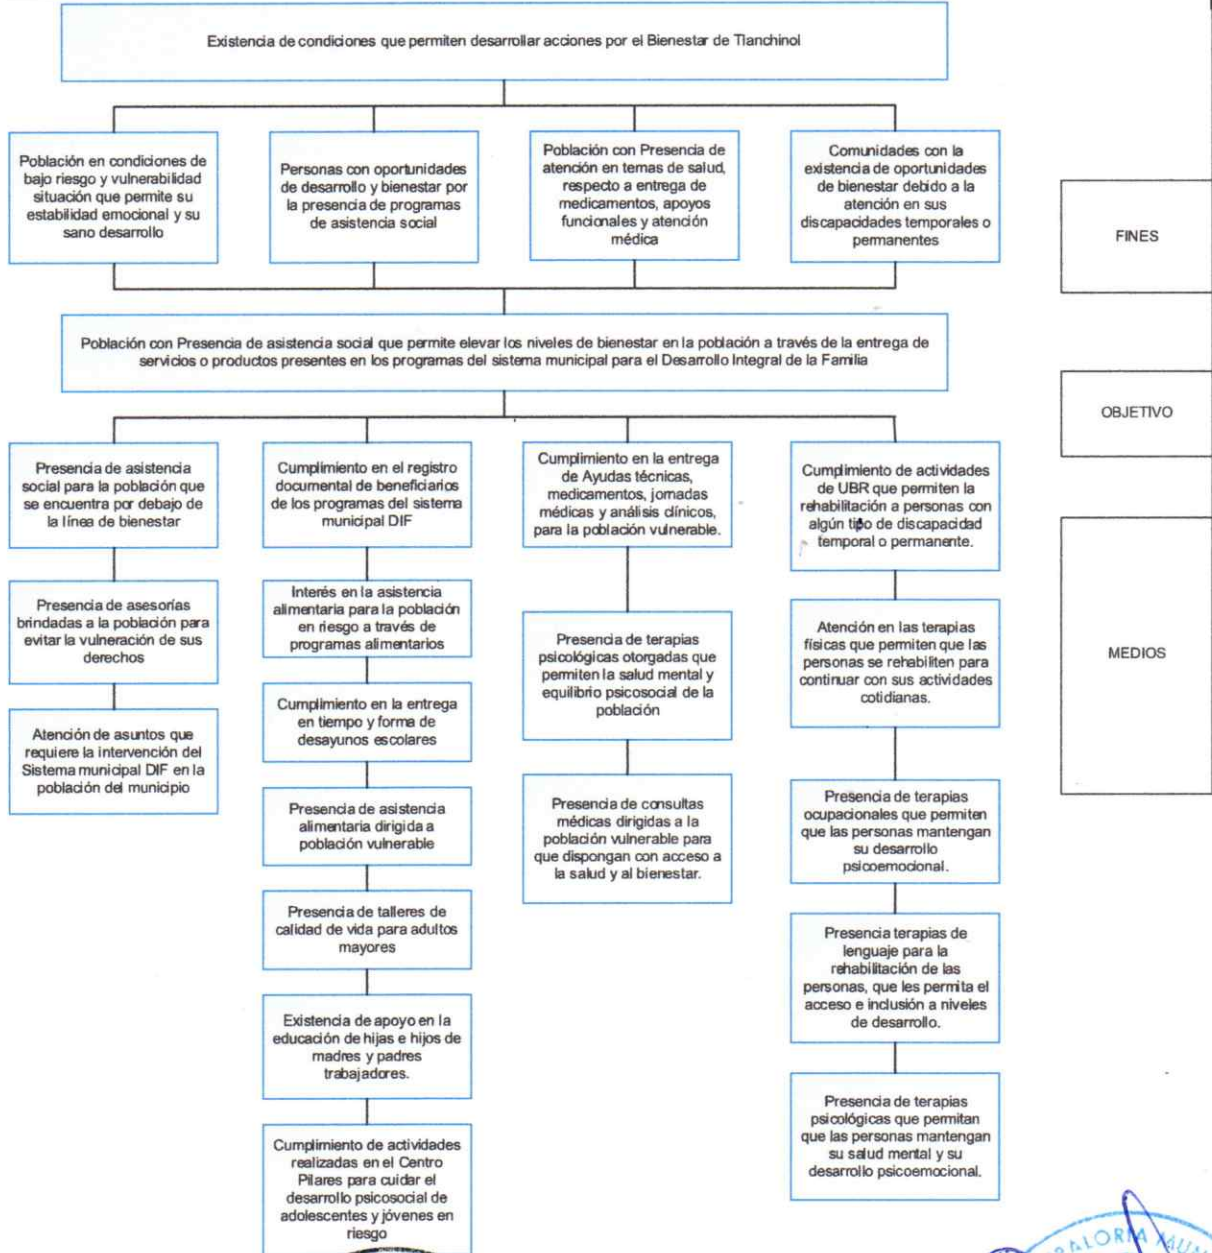 Existencia de condiciones que permiten desarrollar acciones por el Bienestar de Tlanchinol
Población en condiciones de
bajo riesgo y vulnerabilidad
situación que permite su
estabilidad emocional y su
sano desarrollo
Personas con oportunidades
de desarrollo y bienestar por
la presencia de programas
de asistencia social
Población con Presencia de
atención en temas de salud,
respecto a entrega de
medicamentos, apoyos
funcionales y atención
médica
Comunidades con la
existencia de oportunidades
de bienestar debido a la
atención en sus
discapacidades temporales o
permanentes
FINES
Población con Presencia de asistencia social que permite elevar los niveles de bienestar en la población a través de la entrega de
servicios o productos presentes en los programas del sistema municipal para el Desarrollo Integral de la Familia
OBJETIVO
Presencia de asistencia
social para la población que
se encuentra por debajo de
la línea de bienestar
Presencia de asesorías
brindadas a la población para
evitar la vulneración de sus
derechos
Atención de asuntos que
requiere la intervención del
Sistema municipal DIF en la
población del municipio
Cumplimiento en el registro
documental de beneficiarios
de los programas del sistema
municipal DIF
Interés en la asistencia
alimentaria para la población
en riesgo a través de
programas alimentarios
Cumplimiento en la entrega
en tiempo y forma de
desayunos escolares
Presencia de asistencia
alimentaria dirigida a
población vulnerable
Presencia de talleres de
calidad de vida para adultos
mayores
Existencia de apoyo en la
educación de hijas e hijos de
madres y padres
trabajadores.
Cumplimiento de actividades
realizadas en el Centro
Pilares para cuidar el
desarrollo psicosocial de
adolescentes y jóvenes en
riesgo
Cumplimiento en la entrega
de Ayudas técnicas,
medicamentos, jornadas
médicas y análisis clínicos,
para la población vulnerable.
Presencia de terapias
psicológicas otorgadas que
permiten la salud mental y
equilibrio psicosocial de la
población
Presencia de consultas
médicas dirigidas a la
población vulnerable para
que dispongan con acceso a
la salud y al bienestar.
Cumplimiento de actividades
de UBR que permiten la
rehabilitación a personas con
algún tipo de discapacidad
temporal o permanente.
Atención en las terapias
físicas que permiten que las
personas se rehabiliten para
continuar con sus actividades
cotidianas.
Presencia de terapias
ocupacionales que permiten
que las personas mantengan
su desarrollo
psicoemocional.
Presencia terapias de
lenguaje para la
rehabilitación de las
personas, que les permita el
acceso e inclusión a niveles
de desarrollo.
Presencia de terapias
psicológicas que permitan
que las personas mantengan
su salud mental y su
desarrollo psicoemocional.
MEDIOS